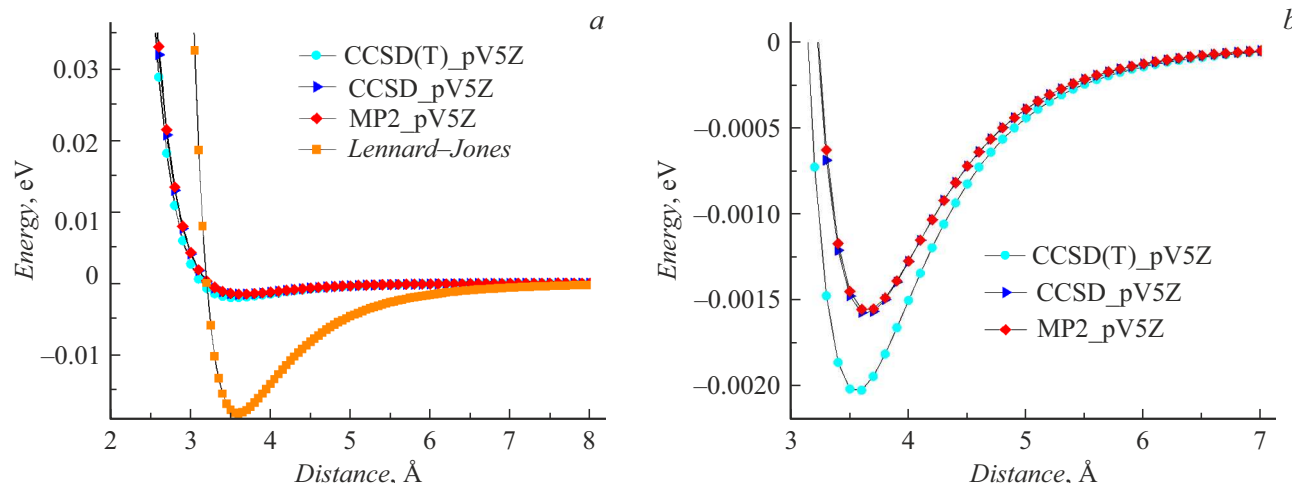 a
0.03
0.02
0.01
0
–0.01
Energy, eV
CCSD(T)_pV5Z
CCSD_pV5Z
MP2_pV5Z
Lennard–Jones
2 3 4 5 6 7 8
Distance, Å
b
0
–0.0005
–0.0010
–0.0015
–0.0020
Energy, eV
CCSD(T)_pV5Z
CCSD_pV5Z
MP2_pV5Z
3 4 5 6 7
Distance, Å